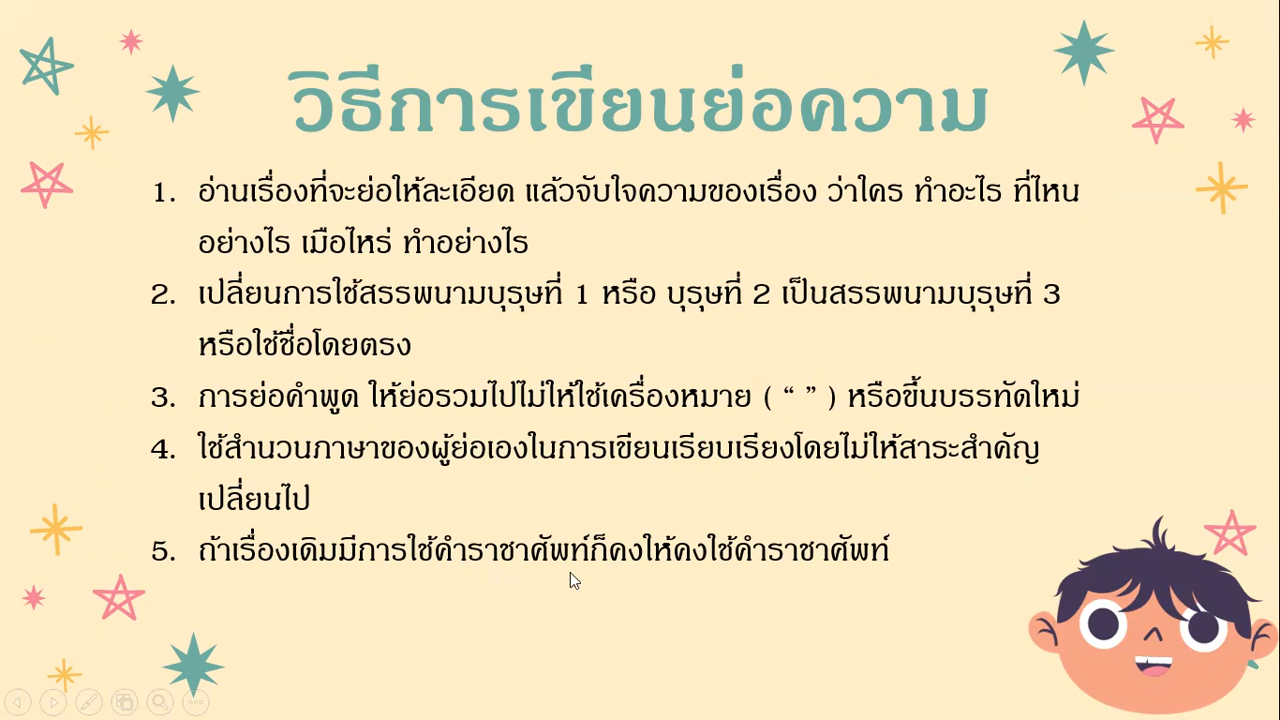 วิธีการเขียนย่อความ
1. อ่านเรื่องที่จะย่อให้ละเอียด แล้วจับใจความของเรื่อง ว่าใคร ทำอะไร ที่ไหน
อย่างไร เมือไหร่ ทำอย่างไร
2. เปลี่ยนการใช้สรรพนามบุรุษที่ 1 หรือ บุรุษที่ 2 เป็นสรรพนามบุรุษที่ 3
หรือใช้ชื่อโดยตรง
3. การย่อคำพูด ให้ย่อรวมไปไม่ให้ใช้เครื่องหมาย ( “ ” ) หรือขึ้นบรรทัดใหม่
4. ใช้สำนวนภาษาของผู้ย่อเองในการเขียนเรียบเรียงโดยไม่ให้สาระสำคัญ
เปลี่ยนไป
5. ถ้าเรื่องเดิมมีการใช้คำราชาศัพท์ก็คงให้คงใช้คำราชาศัพท์